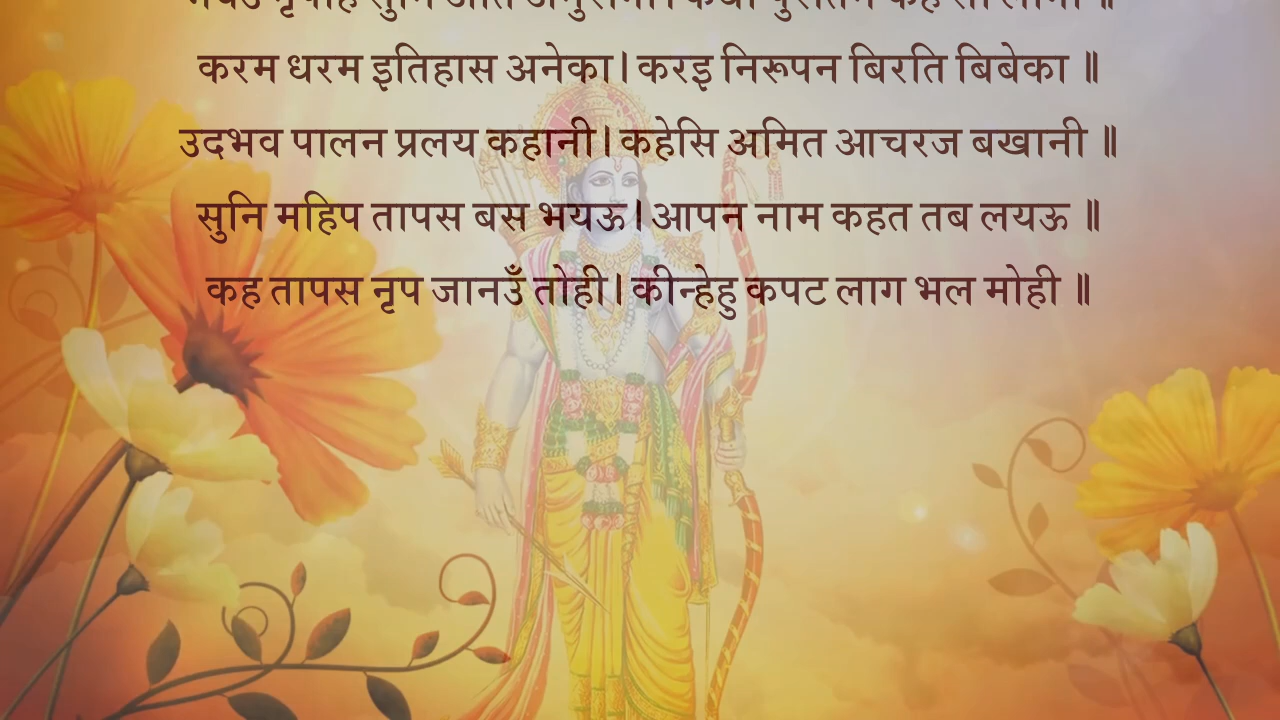 करम धरम इतिहास अनेका। करइ निरूपन बिरति बिबेका ॥
उदभव पालन प्रलय कहानी। कहेसि अमित आचरज बखानी ॥
सुनि महिप तापस बस भयऊ। आपन नाम कहत तब लयऊ ॥
कह तापस नृप जानउँ तोही। कीन्हेहु कपट लाग भल मोही ॥